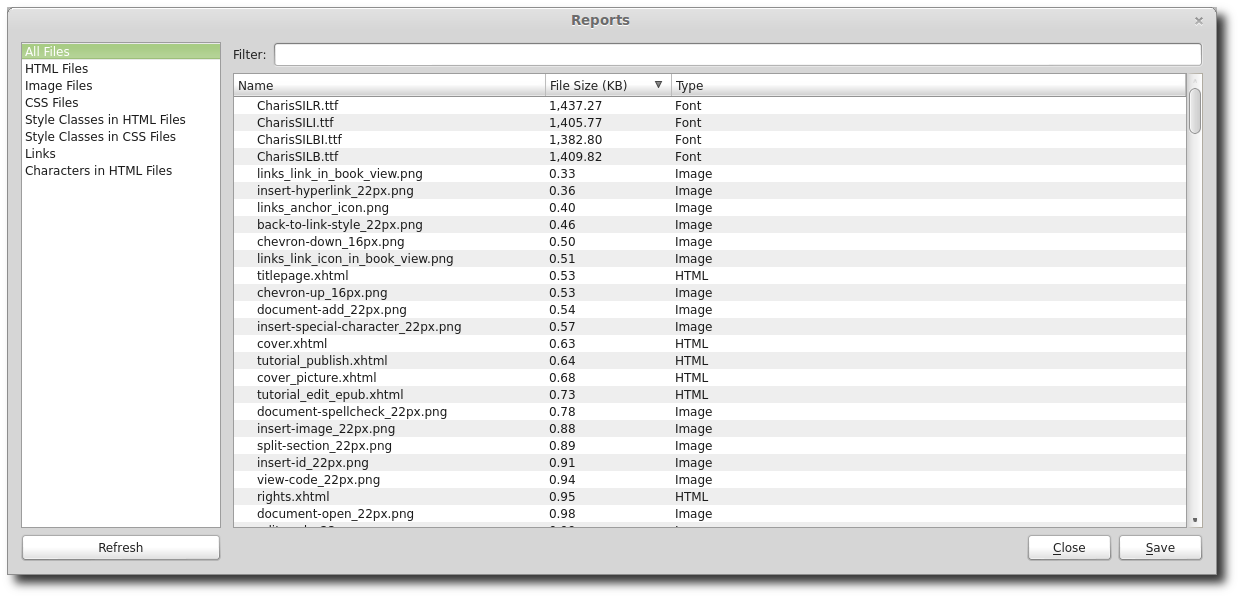 Reports
All Files
HTML Files
Image Files
CSS Files
Style Classes in HTML Files
Style Classes in CSS Files
Links
Characters in HTML Files
Filter:
Name File Size (KB) Type
CharisSILR.ttf 1,437.27 Font
CharisSILI.ttf 1,405.77 Font
CharisSILBI.ttf 1,382.80 Font
CharisSILB.ttf 1,409.82 Font
links_link_in_book_view.png 0.33 Image
insert-hyperlink_22px.png 0.36 Image
links_anchor_icon.png 0.40 Image
back-to-link-style_22px.png 0.46 Image
chevron-down_16px.png 0.50 Image
links_link_icon_in_book_view.png 0.51 Image
titlepage.xhtml 0.53 HTML
chevron-up_16px.png 0.53 Image
document-add_22px.png 0.54 Image
insert-special-character_22px.png 0.57 Image
cover.xhtml 0.63 HTML
tutorial_publish.xhtml 0.64 HTML
cover_picture.xhtml 0.68 HTML
tutorial_edit_epub.xhtml 0.73 HTML
document-spellcheck_22px.png 0.78 Image
insert-image_22px.png 0.88 Image
split-section_22px.png 0.89 Image
insert-id_22px.png 0.91 Image
view-code_22px.png 0.94 Image
rights.xhtml 0.95 HTML
document-open_22px.png 0.98 Image
Refresh
Close
Save